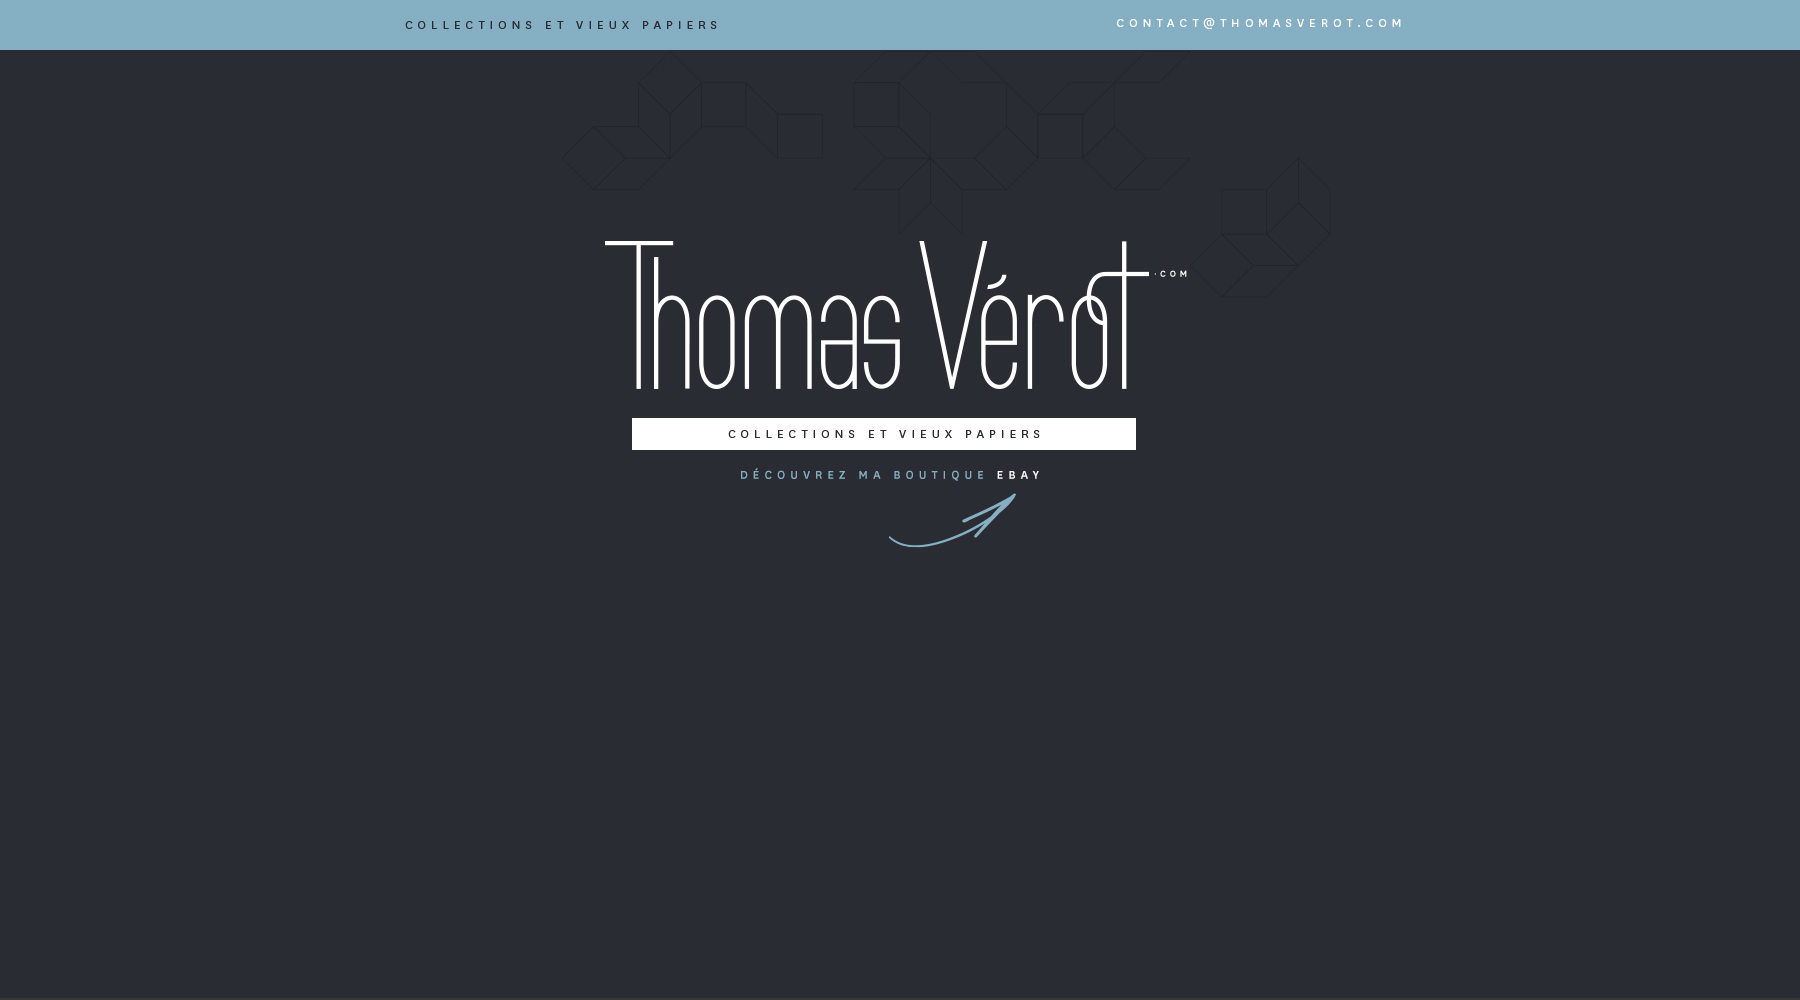 COLLECTIONS ET VIEUX PAPIERS
CONTACT@THOMASVEROT.COM
Thomas Vérot .COM
COLLECTIONS ET VIEUX PAPIERS
DÉCOUVREZ MA BOUTIQUE EBAY